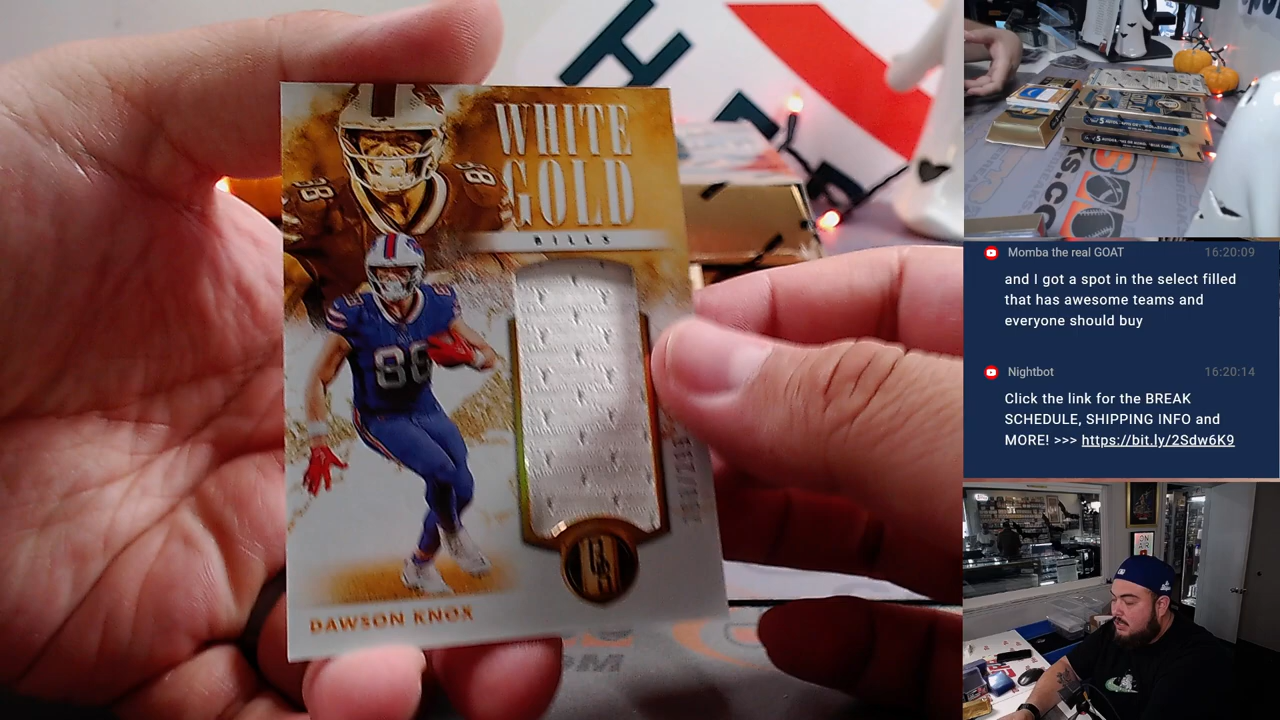 WHITE
GOLD
BILLS
88
88
DAWSON KNOX
Momba the real GOAT 16:20:09
and I got a spot in the select filled
that has awesome teams and
everyone should buy
Nightbot 16:20:14
Click the link for the BREAK
SCHEDULE, SHIPPING INFO and
MORE! >>> https://bit.ly/2Sdw6K9